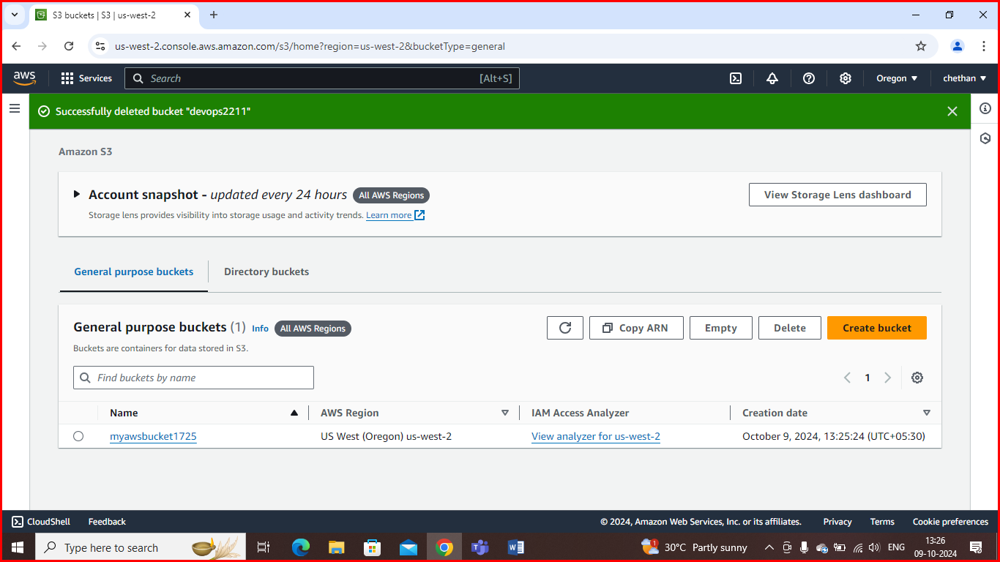 S3 buckets | S3 | us-west-2
us-west-2.console.aws.amazon.com/s3/home?region=us-west-2&bucketType=general
aws Services Search [Alt+S] Oregon chethan
Successfully deleted bucket "devops2211"
Amazon S3
Account snapshot - updated every 24 hours All AWS Regions View Storage Lens dashboard
Storage lens provides visibility into storage usage and activity trends. Learn more
General purpose buckets Directory buckets
General purpose buckets (1) Info All AWS Regions Copy ARN Empty Delete Create bucket
Buckets are containers for data stored in S3.
Find buckets by name 1
Name AWS Region IAM Access Analyzer Creation date
myawsbucket1725 US West (Oregon) us-west-2 View analyzer for us-west-2 October 9, 2024, 13:25:24 (UTC+05:30)
CloudShell Feedback © 2024, Amazon Web Services, Inc. or its affiliates. Privacy Terms Cookie preferences
Type here to search 1 30°C Partly sunny ENG 13:26
09-10-2024